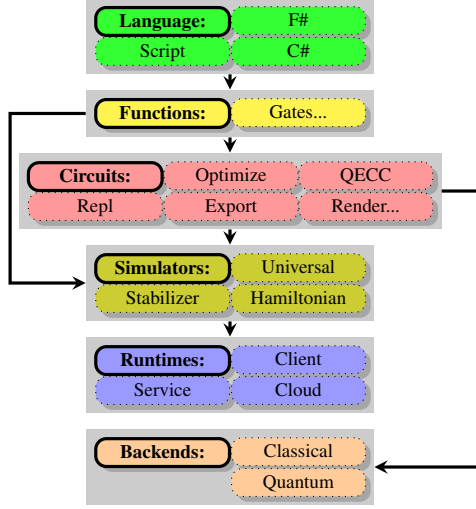 Language: F#
Script C#
Functions: Gates...
Circuits: Optimize QECC
Repl Export Render...
Simulators: Universal
Stabilizer Hamiltonian
Runtimes: Client
Service Cloud
Backends: Classical
Quantum